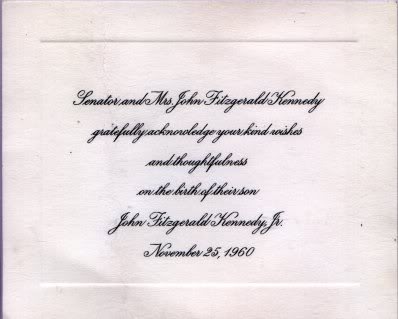 Senator and Mrs. John Fitzgerald Kennedy
gratefully acknowledge your kind wishes
and thoughtfulness
on the birth of their son
John Fitzgerald Kennedy, Jr.
November 25, 1960